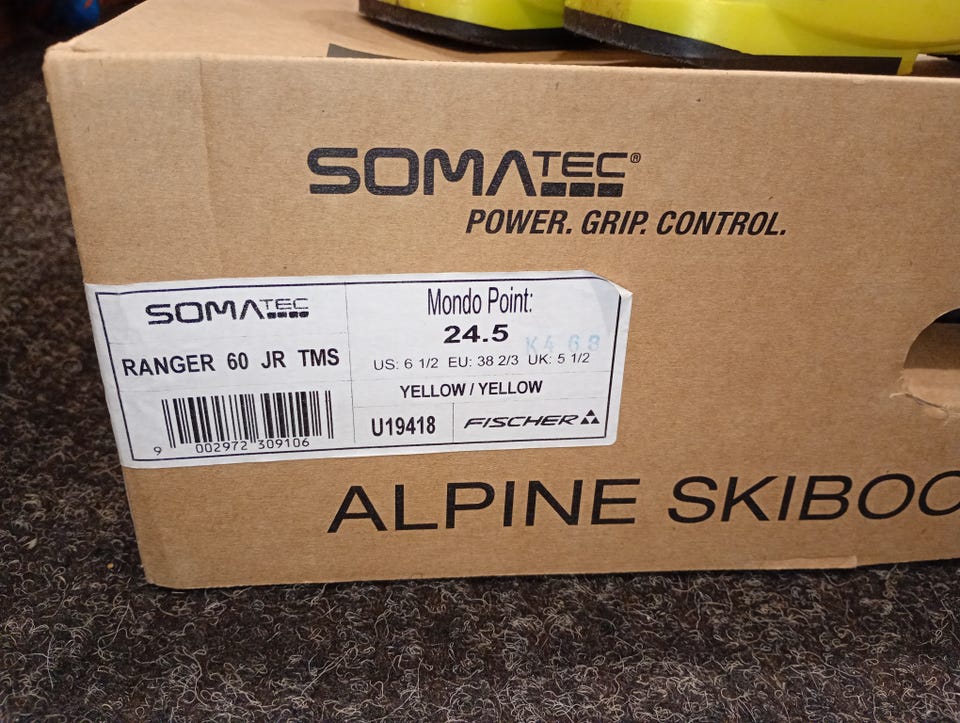 SOMATEC®
POWER. GRIP. CONTROL.
SOMATEC
RANGER 60 JR TMS
9 002972 309106
Mondo Point:
24.5
K468
US: 6 1/2 EU: 38 2/3 UK: 5 1/2
YELLOW / YELLOW
U19418
FISCHER
ALPINE SKIBOO